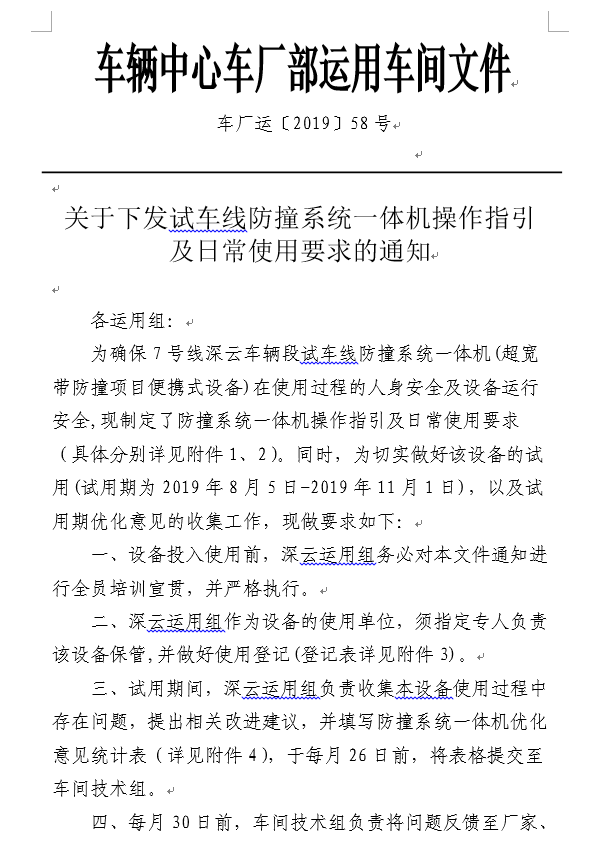 车辆中心车厂部运用车间文件
车厂运〔2019〕58 号
关于下发试车线防撞系统一体机操作指引
及日常使用要求的通知
各运用组：
为确保 7 号线深云车辆段试车线防撞系统一体机(超宽
带防撞项目便携式设备)在使用过程的人身安全及设备运行
安全,现制定了防撞系统一体机操作指引及日常使用要求
（具体分别详见附件 1、2）。同时，为切实做好该设备的试
用(试用期为 2019 年 8 月 5 日-2019 年 11 月 1 日)，以及试
用期优化意见的收集工作，现做要求如下：
一、设备投入使用前，深云运用组务必对本文件通知进
行全员培训宣贯，并严格执行。
二、深云运用组作为设备的使用单位，须指定专人负责
该设备保管,并做好使用登记(登记表详见附件 3)。
三、试用期间，深云运用组负责收集本设备使用过程中
存在问题，提出相关改进建议，并填写防撞系统一体机优化
意见统计表（详见附件 4），于每月 26 日前，将表格提交至
车间技术组。
四、每月 30 日前，车间技术组负责将问题反馈至厂家、